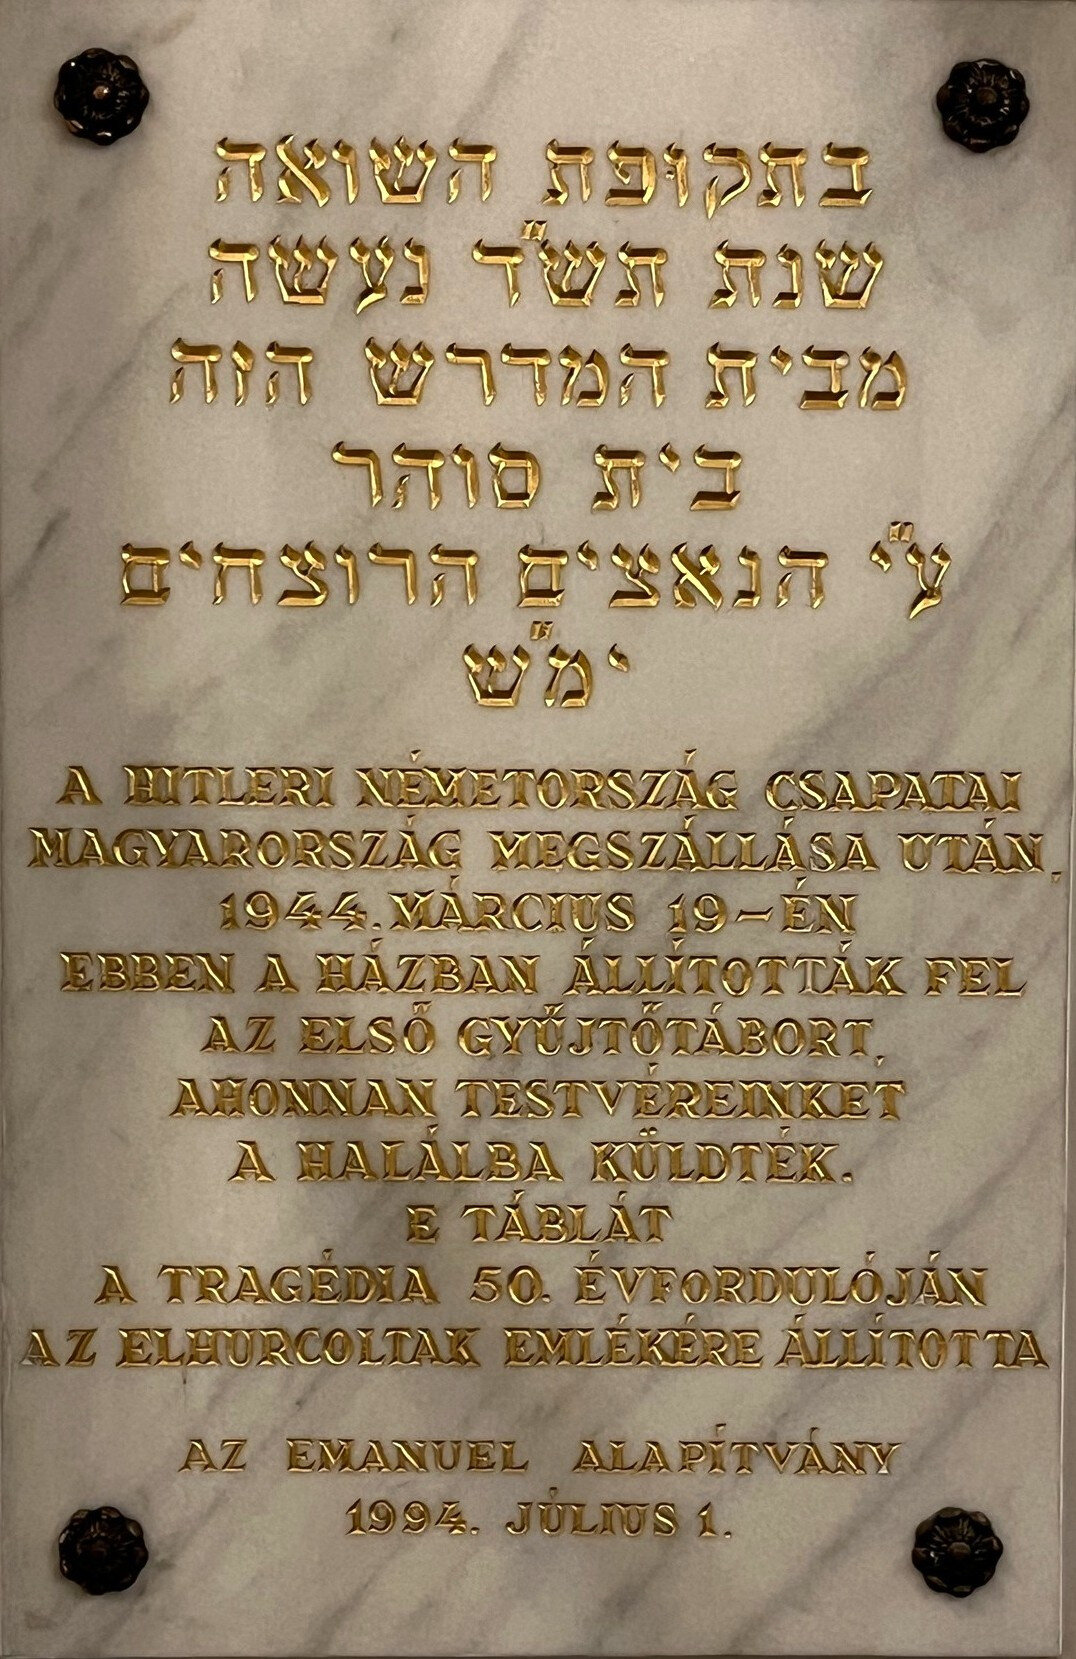 בתקופת השואה
שנת תש"ד נעשה
מבית המדרש הזה
בית סוהר
ע"י הנאצים הרוצחים
ימ"ש
A HITLERI NÉMETORSZÁG CSAPATAI
MAGYARORSZÁG MEGSZÁLLÁSA UTÁN,
1944. MÁRCIUS 19-ÉN
EBBEN A HÁZBAN ÁLLÍTOTTÁK FEL
AZ ELSŐ GYŰJTŐTÁBORT,
AHONNAN TESTVÉREINKET
A HALÁLBA KÜLDTÉK.
E TÁBLÁT
A TRAGÉDIA 50. ÉVFORDULÓJÁN
AZ ELHURCOLTAK EMLÉKÉRE ÁLLÍTOTTA
AZ EMANUEL ALAPÍTVÁNY
1994. JÚLIUS 1.